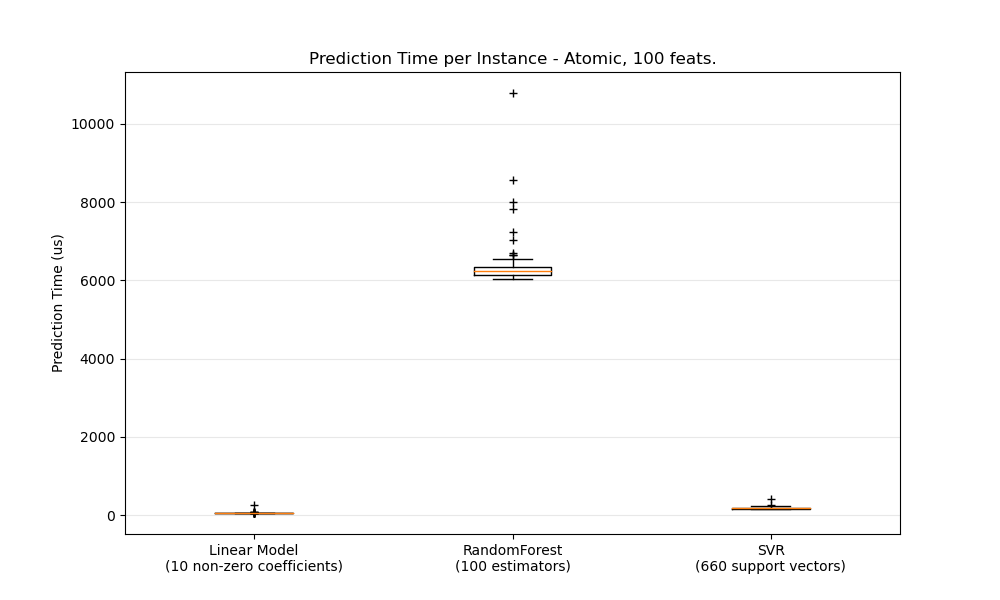 Prediction Time per Instance - Atomic, 100 feats.
10000
8000
6000
4000
2000
0
Prediction Time (us)
Linear Model
(10 non-zero coefficients)
RandomForest
(100 estimators)
SVR
(660 support vectors)